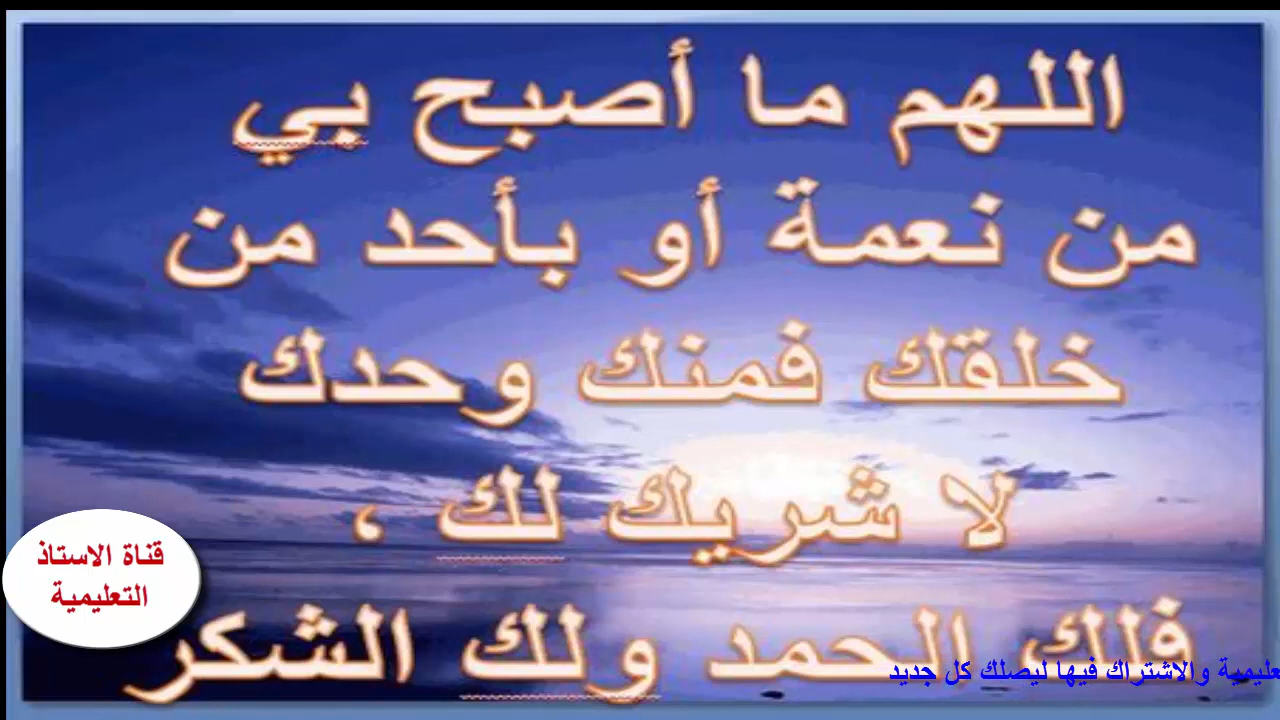 اللهم ما أصبح بي
من نعمة أو بأحد من
خلقك فمنك وحدك
لا شريك لك ،
فلك الحمد ولك الشكر
قناة الاستاذ
التعليمية
والاشتراك فيها ليصلك كل جديد